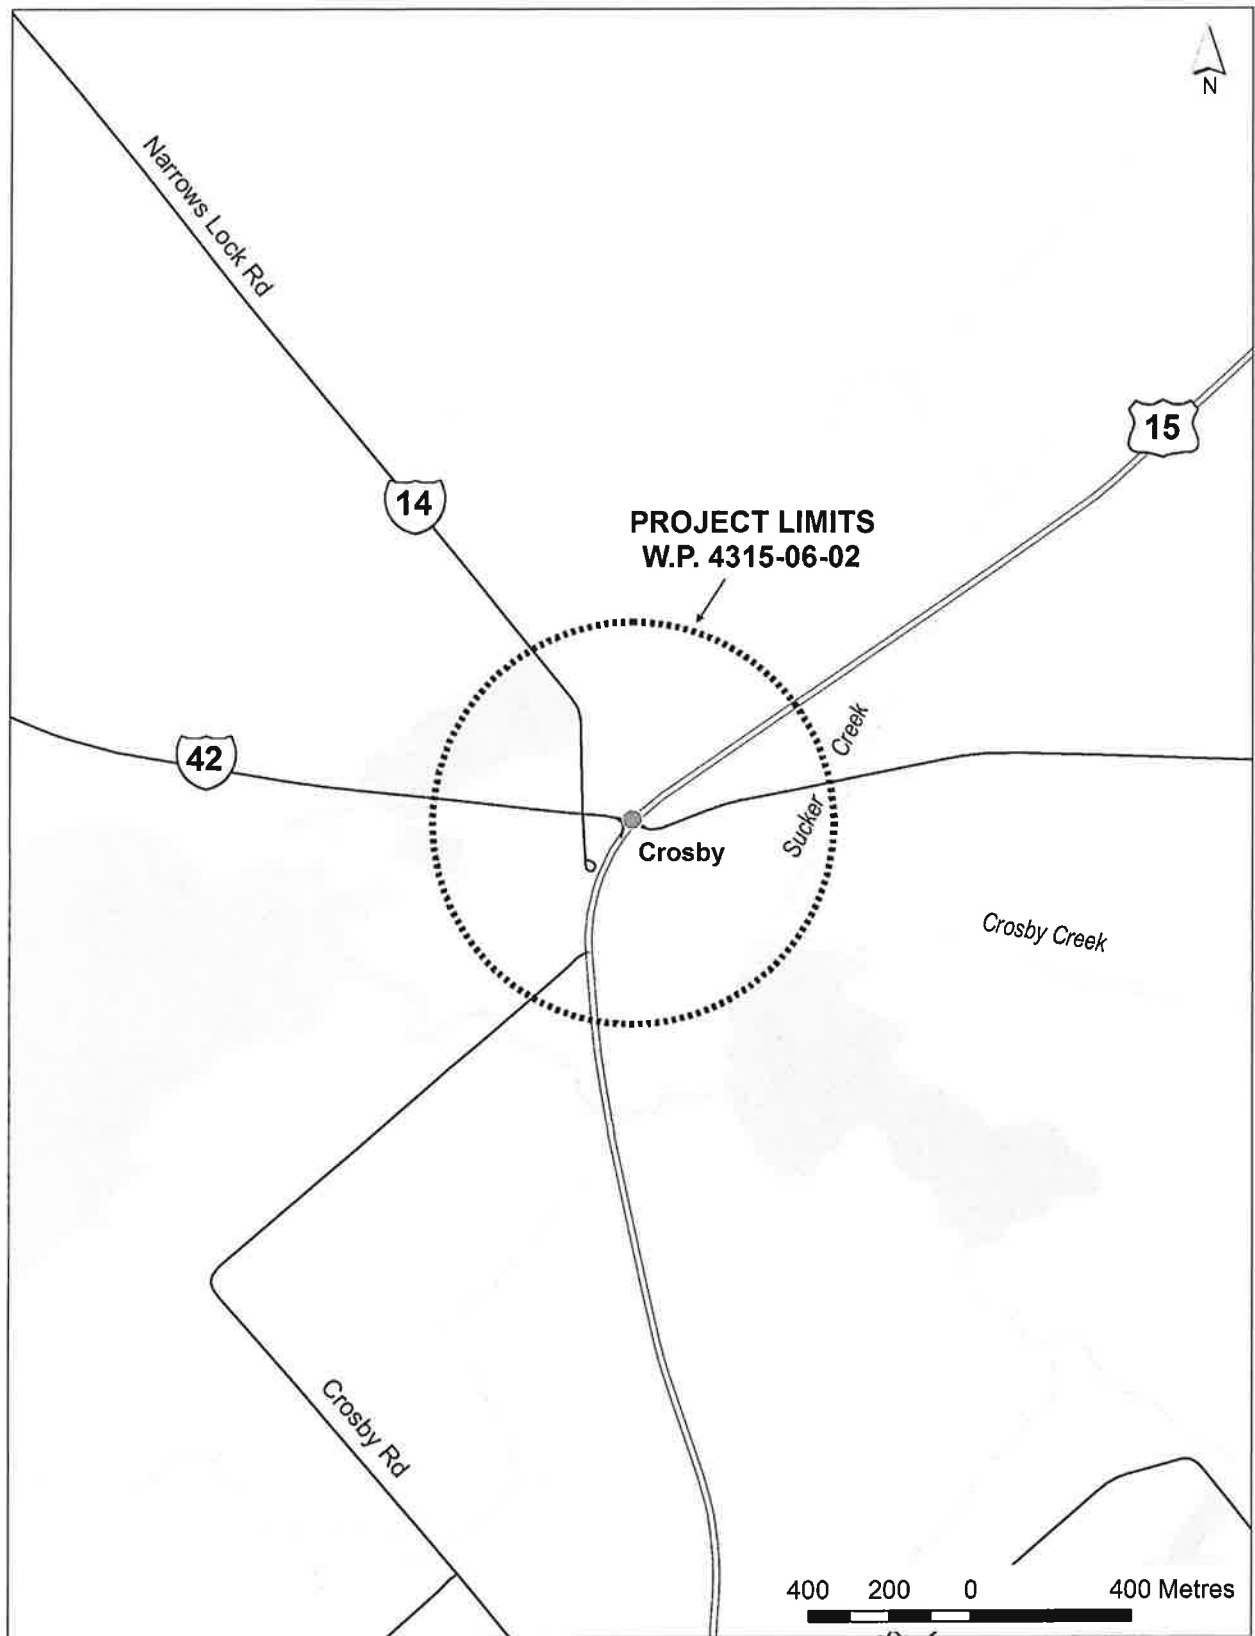 N
Narrows Lock Rd
15
14
PROJECT LIMITS
W.P. 4315-06-02
Creek
42
Sucker
Crosby
Crosby Creek
Crosby Rd
400 200 0 400 Metres